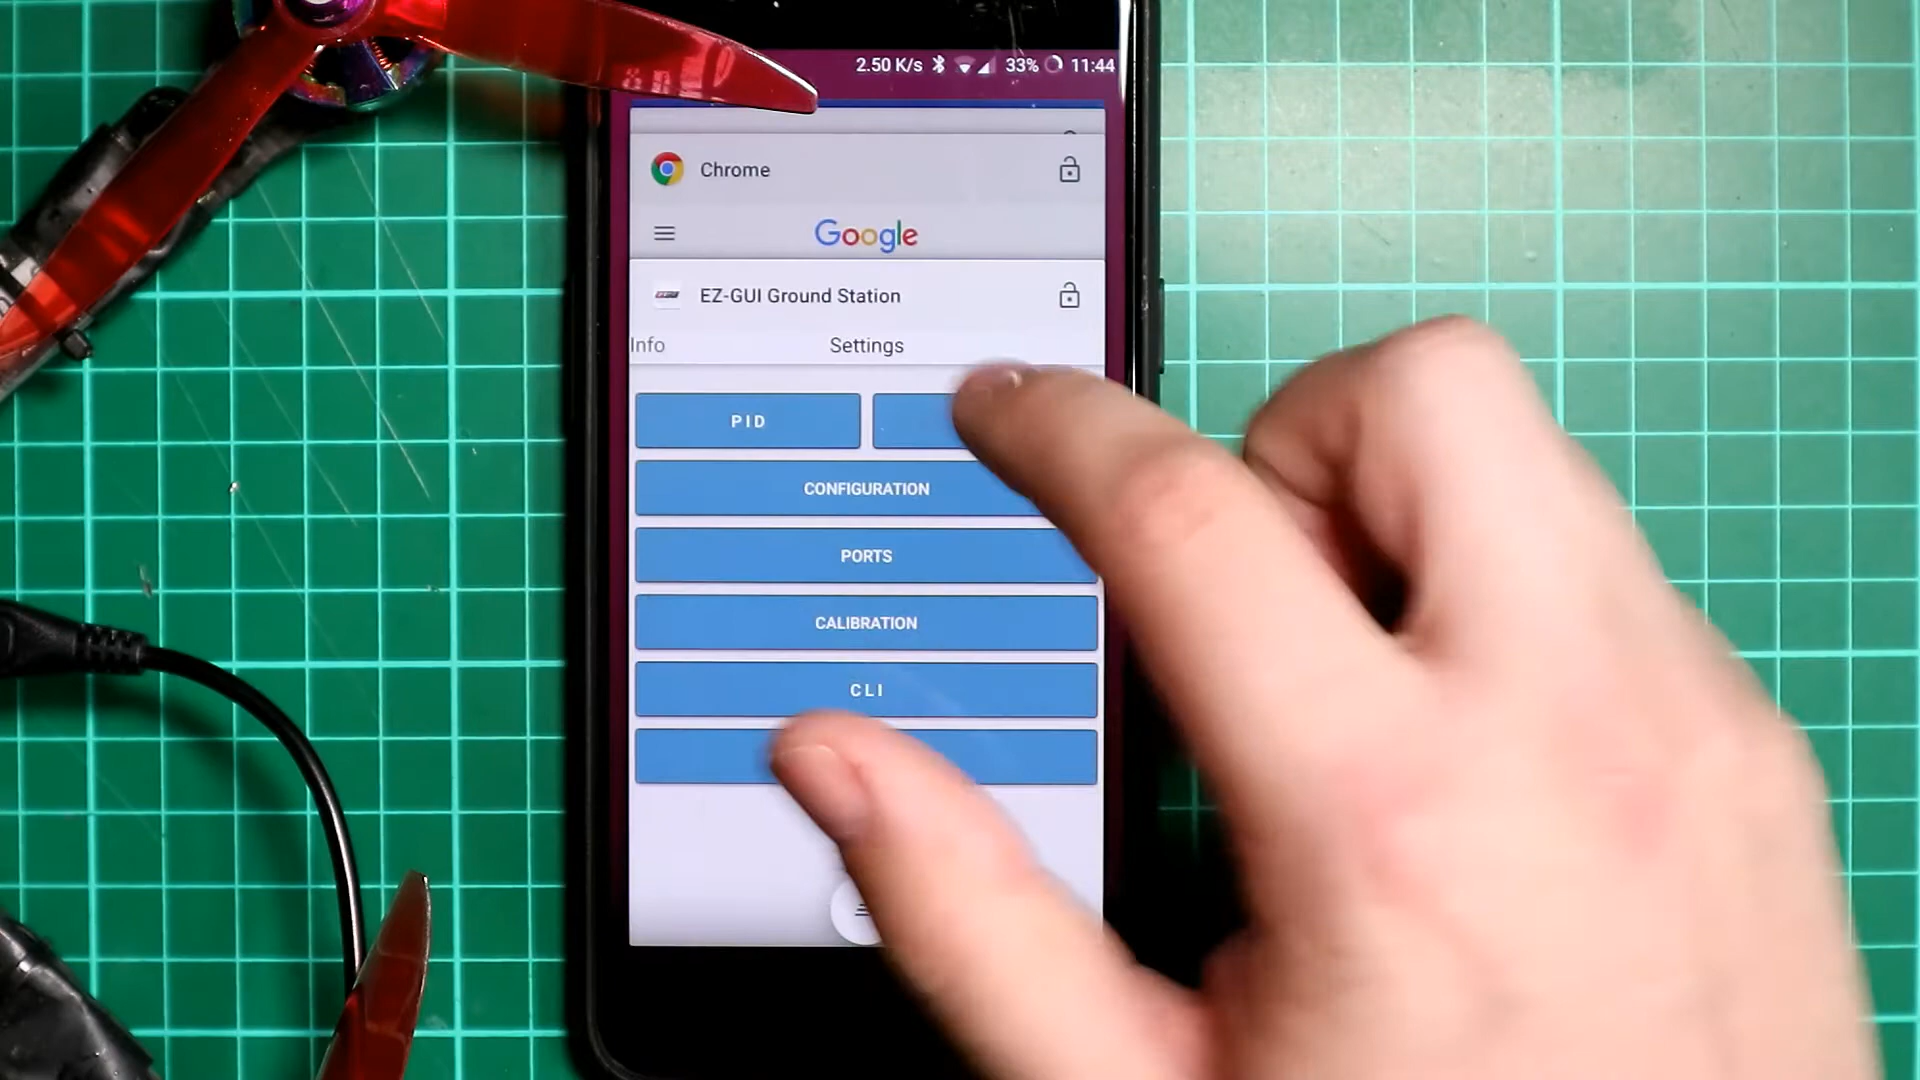 2.50 K/s 33% 11:44
Chrome
Google
EZ-GUI Ground Station
Info Settings
PID
CONFIGURATION
PORTS
CALIBRATION
CLI